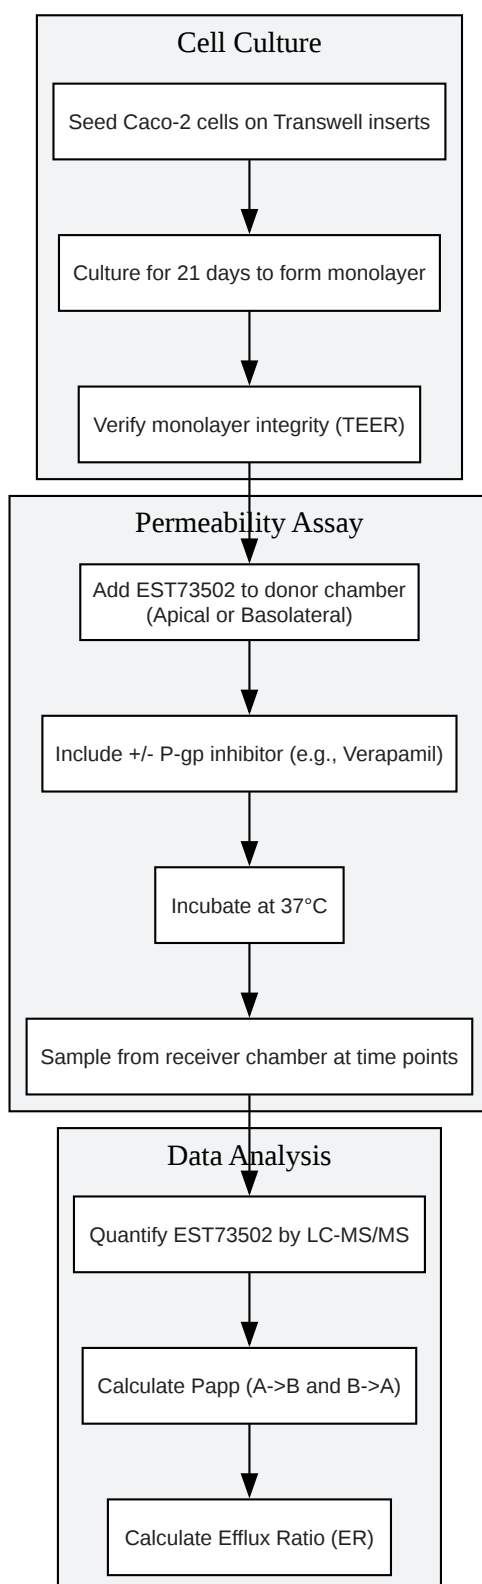 Cell Culture
Seed Caco-2 cells on Transwell inserts
Culture for 21 days to form monolayer
Verify monolayer integrity (TEER)
Permeability Assay
Add EST73502 to donor chamber
(Apical or Basolateral)
Include +/- P-gp inhibitor (e.g., Verapamil)
Incubate at 37°C
Sample from receiver chamber at time points
Data Analysis
Quantify EST73502 by LC-MS/MS
Calculate Papp (A->B and B->A)
Calculate Efflux Ratio (ER)